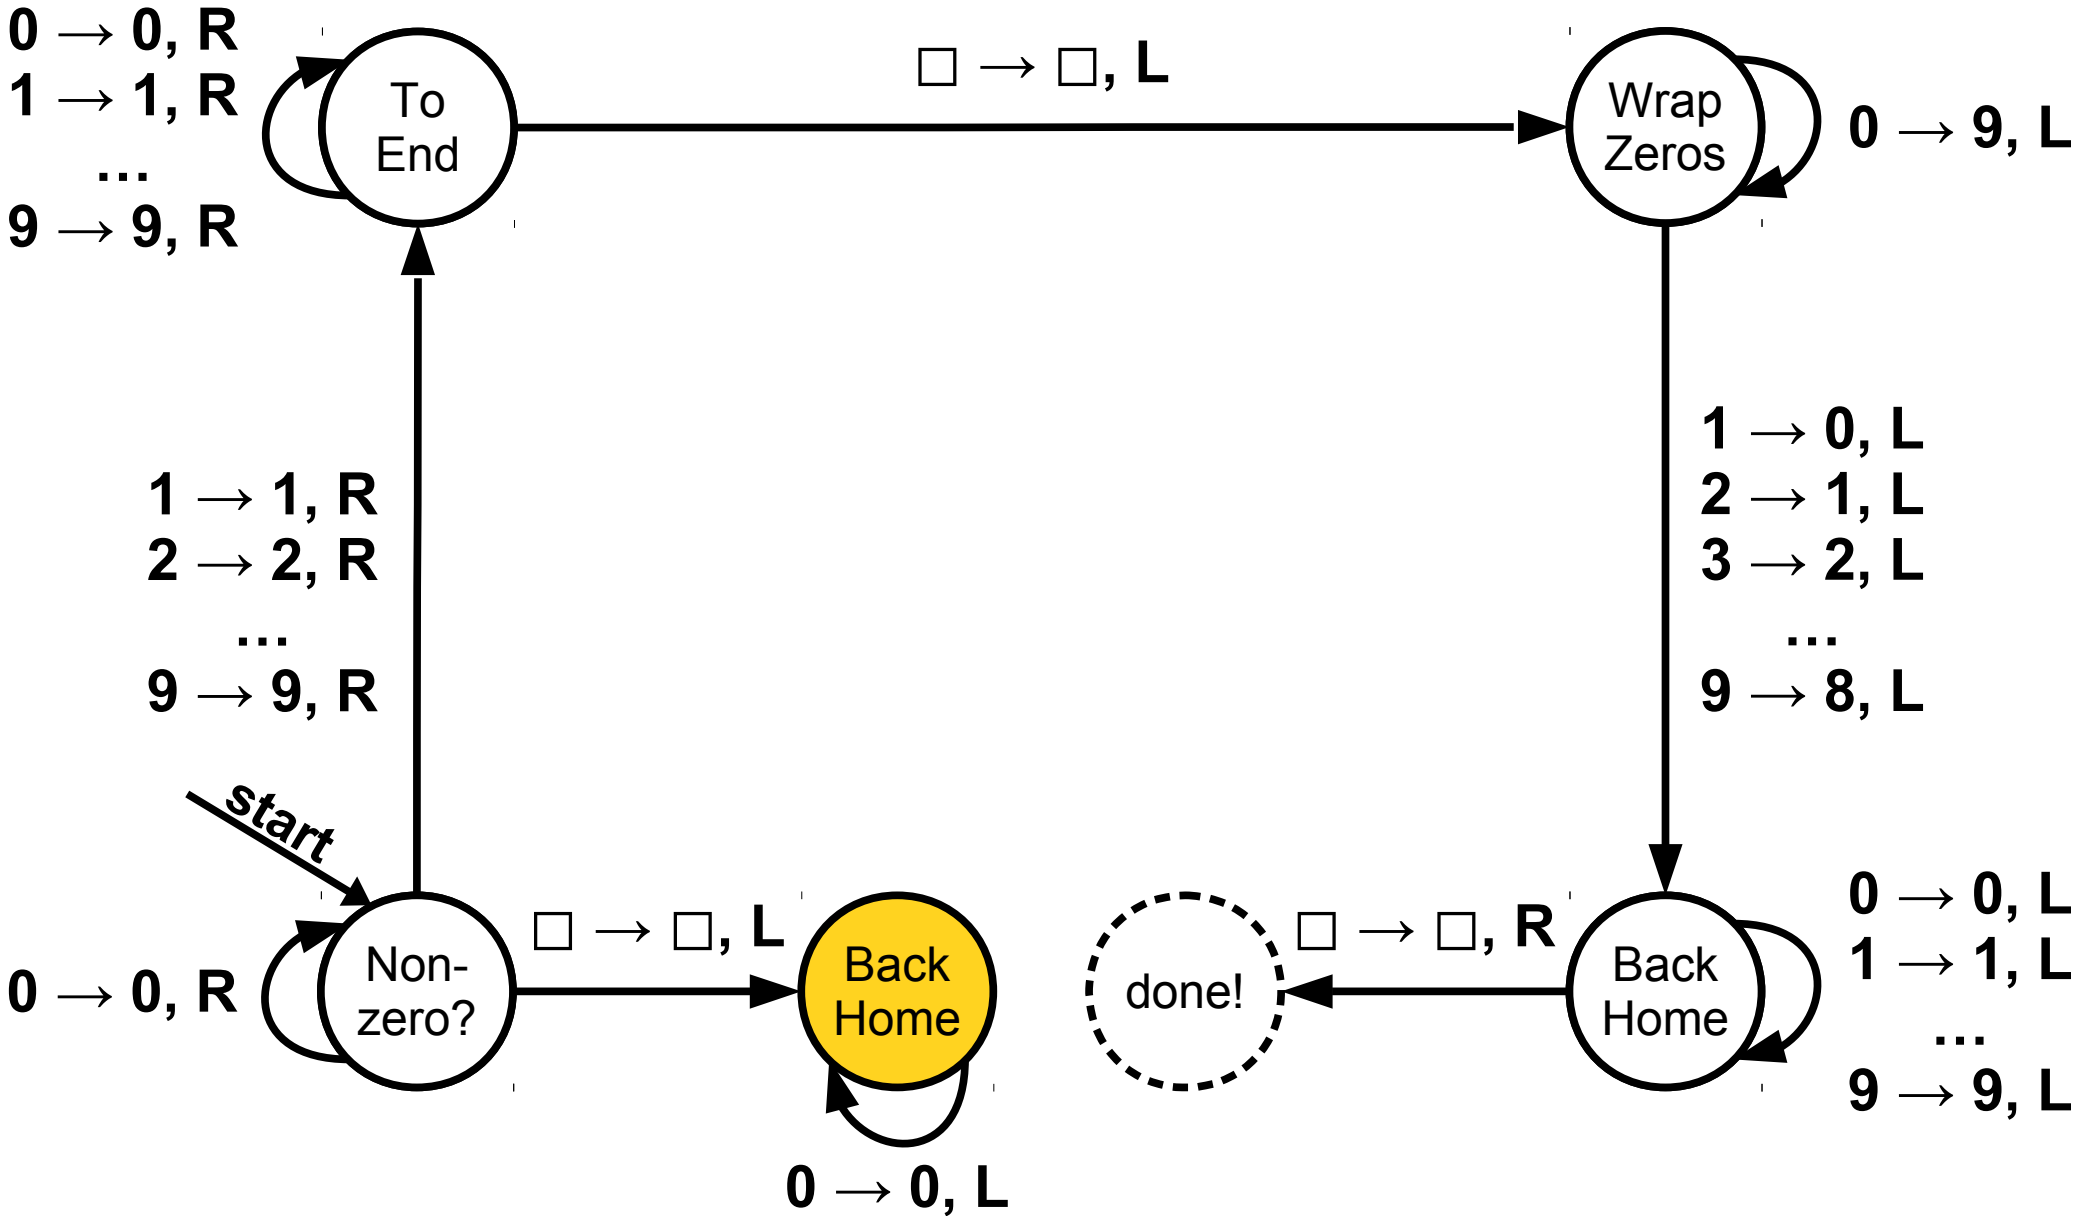 0 → 0, R
1 → 1, R
…
9 → 9, R
To
End
□ → □, L
Wrap
Zeros
0 → 9, L
1 → 1, R
2 → 2, R
…
9 → 9, R
1 → 0, L
2 → 1, L
3 → 2, L
…
9 → 8, L
start
0 → 0, R
Non-
zero?
□ → □, L
Back
Home
0 → 0, L
done!
□ → □, R
Back
Home
0 → 0, L
1 → 1, L
…
9 → 9, L